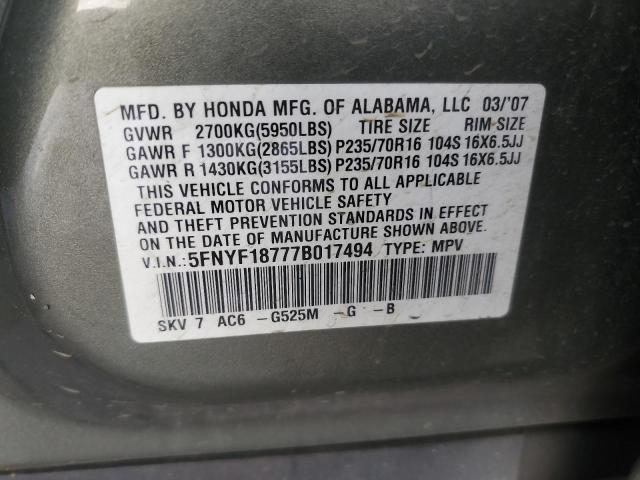 MFD. BY HONDA MFG. OF ALABAMA, LLC 03/'07
GVWR 2700KG(5950LBS) TIRE SIZE RIM SIZE
GAWR F 1300KG(2865LBS) P235/70R16 104S 16X6.5JJ
GAWR R 1430KG(3155LBS) P235/70R16 104S 16X6.5JJ
THIS VEHICLE CONFORMS TO ALL APPLICABLE
FEDERAL MOTOR VEHICLE SAFETY
AND THEFT PREVENTION STANDARDS IN EFFECT
ON THE DATE OF MANUFACTURE SHOWN ABOVE.
V.I.N.:5FNYF18777B017494 TYPE: MPV
SKV 7 AC6 -G525M -G -B